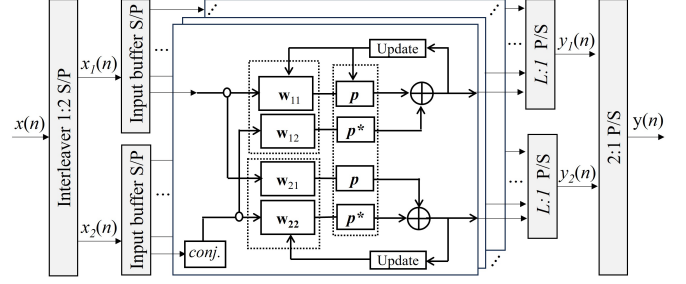 x(n)
Interleaver 1:2 S/P
x₁(n)
x₂(n)
Input buffer S/P
Input buffer S/P
...
...
...
conj.
w₁₁
w₁₂
w₂₁
w₂₂
p
p*
p
p*
Update
Update
...
...
...
L:1 P/S
L:1 P/S
y₁(n)
y₂(n)
2:1 P/S
y(n)